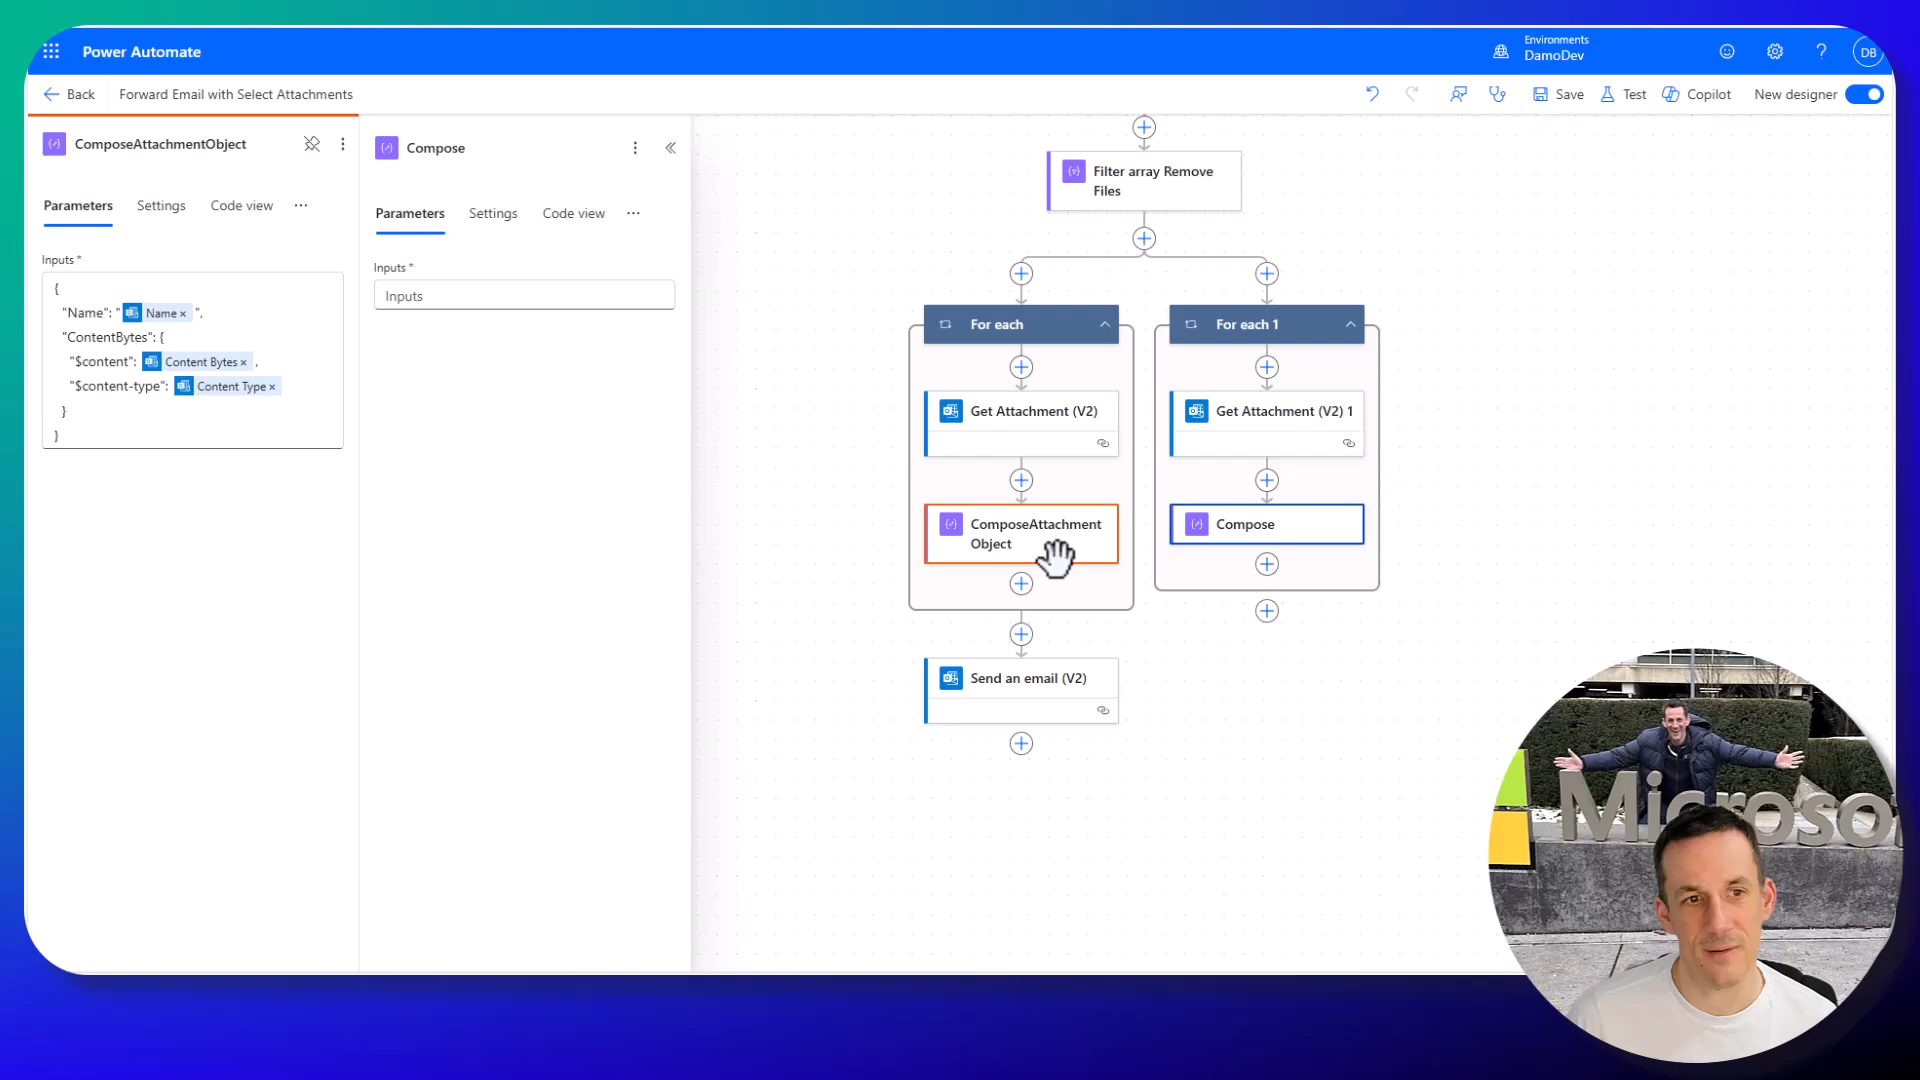 Power Automate
Environments
DamoDev
DB
Back
Forward Email with Select Attachments
Save
Test
Copilot
New designer
ComposeAttachmentObject
Parameters
Settings
Code view
Inputs *
{
"Name": " Name × ",
"ContentBytes": {
"$content": Content Bytes × ,
"$content-type": Content Type ×
}
}
Compose
Parameters
Settings
Code view
Inputs *
Inputs
Filter array Remove
Files
For each
For each 1
Get Attachment (V2)
Get Attachment (V2) 1
ComposeAttachment
Object
Compose
Send an email (V2)
Microso